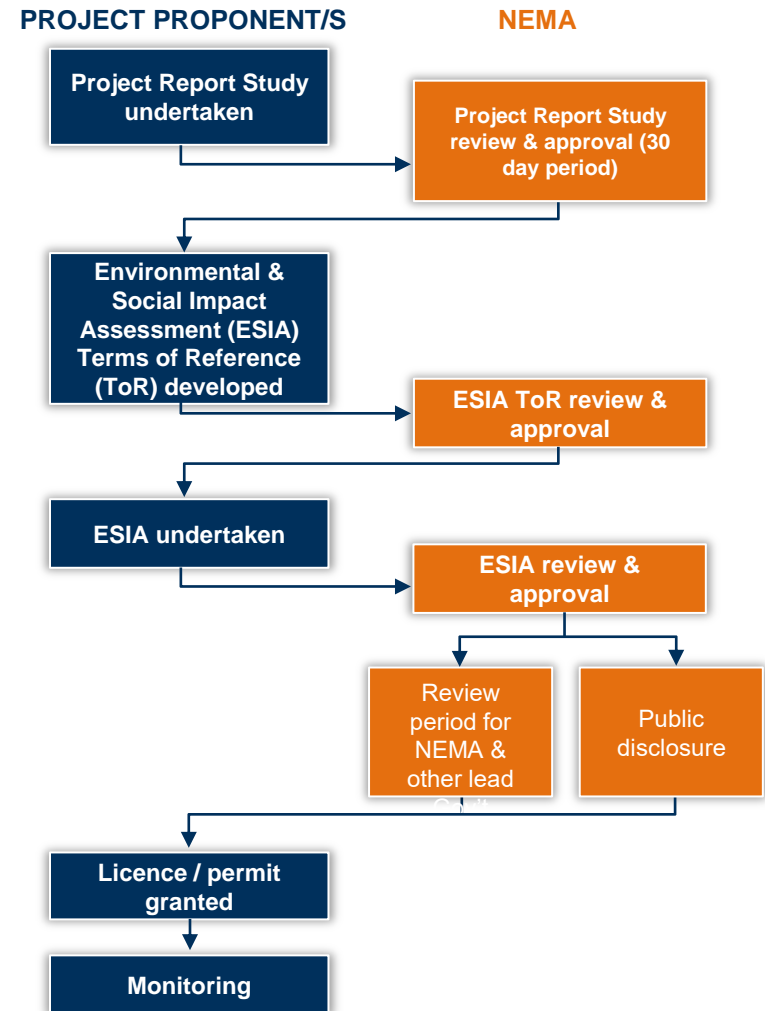 PROJECT PROPONENT/S
NEMA
Project Report Study
undertaken
Project Report Study
review & approval (30
day period)
Environmental &
Social Impact
Assessment (ESIA)
Terms of Reference
(ToR) developed
ESIA ToR review &
approval
ESIA undertaken
ESIA review &
approval
Review
period for
NEMA &
other lead
Public
disclosure
Licence / permit
granted
Monitoring